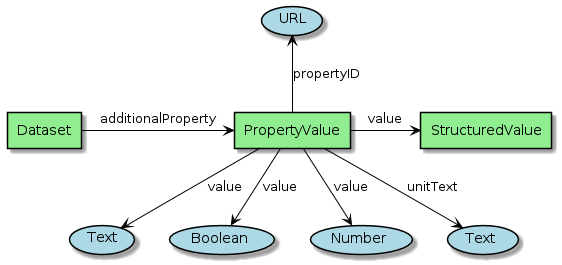 URL
propertyID
Dataset
additionalProperty
PropertyValue
value
StructuredValue
value
value
value
unitText
Text
Boolean
Number
Text